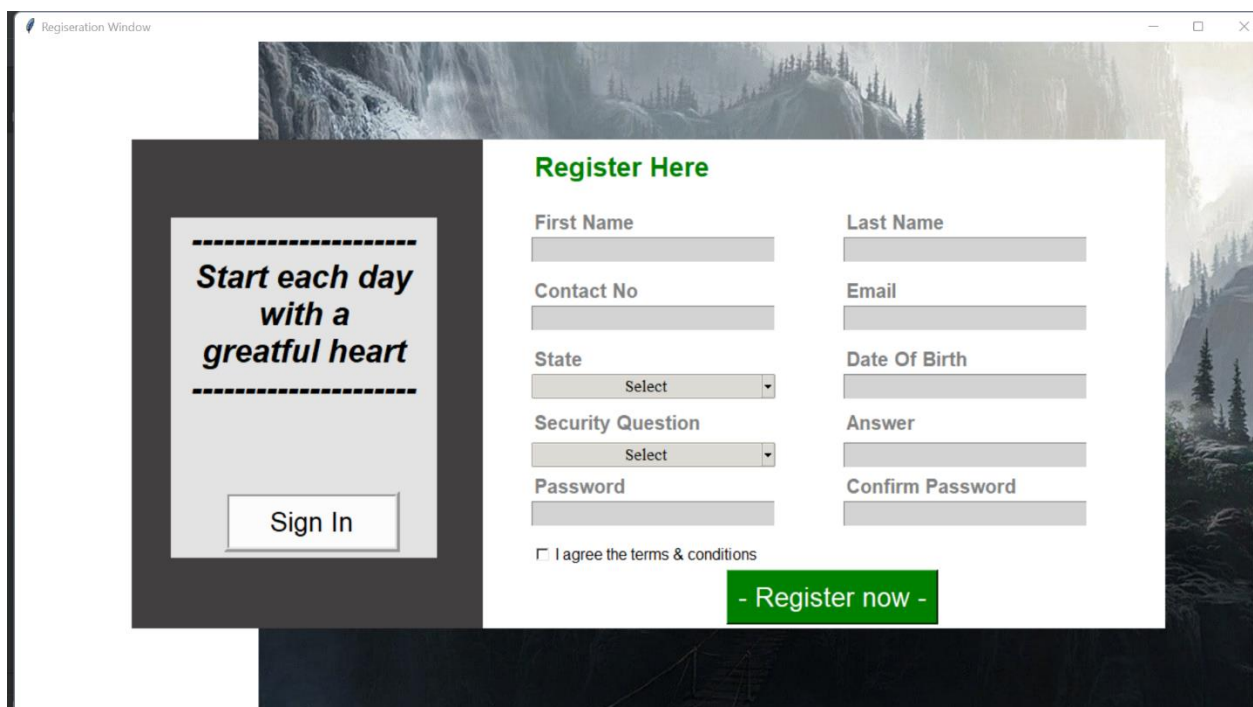 Regiseration Window
---------------------
Start each day
with a
greatful heart
---------------------
Sign In
Register Here
First Name
Last Name
Contact No
Email
State
Date Of Birth
Select
Security Question
Answer
Select
Password
Confirm Password
I agree the terms & conditions
- Register now -